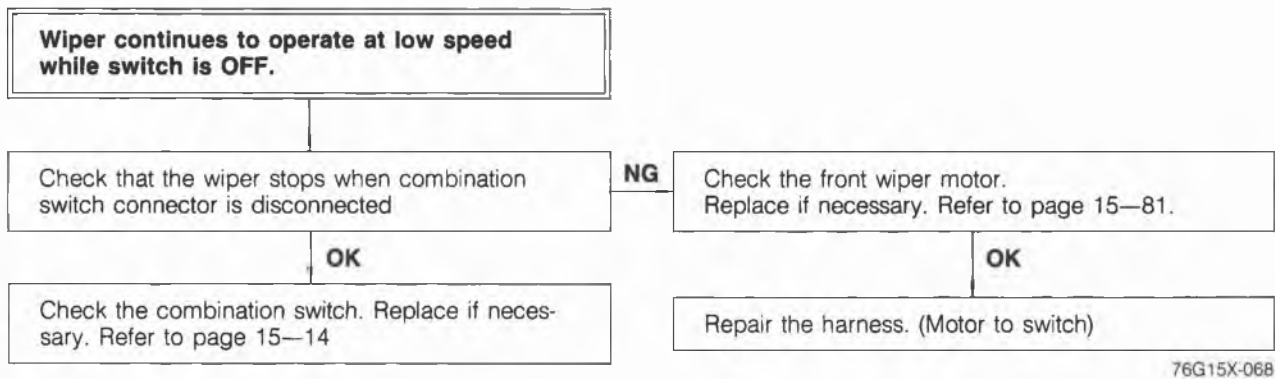 Wiper continues to operate at low speed
while switch is OFF.
Check that the wiper stops when combination
switch connector is disconnected
NG
Check the front wiper motor.
Replace if necessary. Refer to page 15—81.
OK
OK
Check the combination switch. Replace if neces-
sary. Refer to page 15—14
Repair the harness. (Motor to switch)
76G15X-068